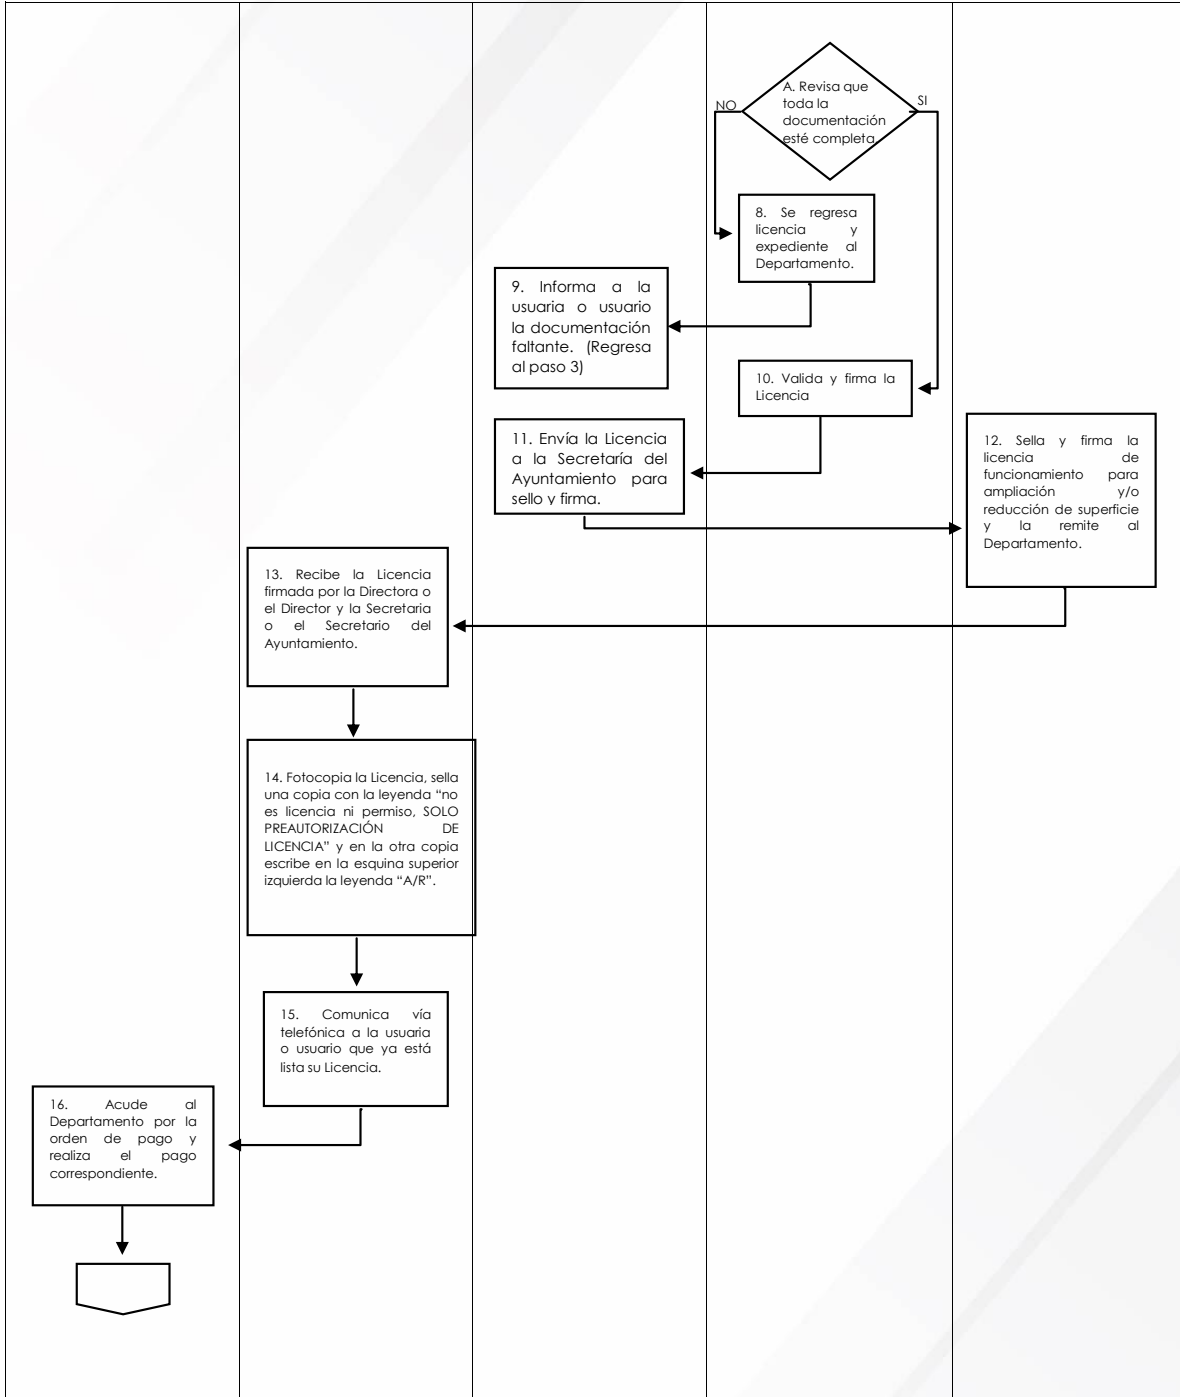 A. Revisa que
toda la
documentación
esté completa
NO
SI
8. Se regresa
licencia y
expediente al
Departamento.
9. Informa a la
usuaria o usuario
la documentación
faltante. (Regresa
al paso 3)
10. Valida y firma la
Licencia
11. Envía la Licencia
a la Secretaría del
Ayuntamiento para
sello y firma.
12. Sella y firma la
licencia de
funcionamiento para
ampliación y/o
reducción de superficie
y la remite al
Departamento.
13. Recibe la Licencia
firmada por la Directora o
el Director y la Secretaria
o el Secretario del
Ayuntamiento.
14. Fotocopia la Licencia, sella
una copia con la leyenda “no
es licencia ni permiso, SOLO
PREAUTORIZACIÓN DE
LICENCIA” y en la otra copia
escribe en la esquina superior
izquierda la leyenda “A/R”.
15. Comunica vía
telefónica a la usuaria
o usuario que ya está
lista su Licencia.
16. Acude al
Departamento por la
orden de pago y
realiza el pago
correspondiente.